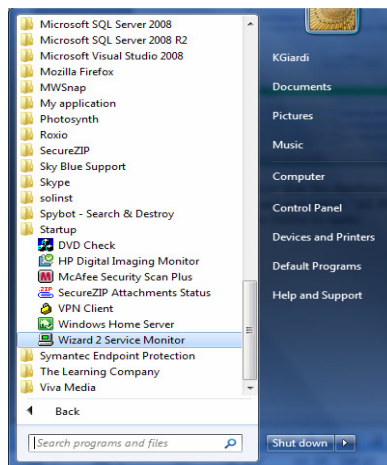 Microsoft SQL Server 2008
Microsoft SQL Server 2008 R2
Microsoft Visual Studio 2008
Mozilla Firefox
MWSnap
My application
Photosynth
Roxio
SecureZIP
Sky Blue Support
Skype
solinst
Spybot - Search & Destroy
Startup
DVD Check
HP Digital Imaging Monitor
McAfee Security Scan Plus
SecureZIP Attachments Status
VPN Client
Windows Home Server
Wizard 2 Service Monitor
Symantec Endpoint Protection
The Learning Company
Viva Media
Back
Search programs and files
KGiardi
Documents
Pictures
Music
Computer
Control Panel
Devices and Printers
Default Programs
Help and Support
Shut down